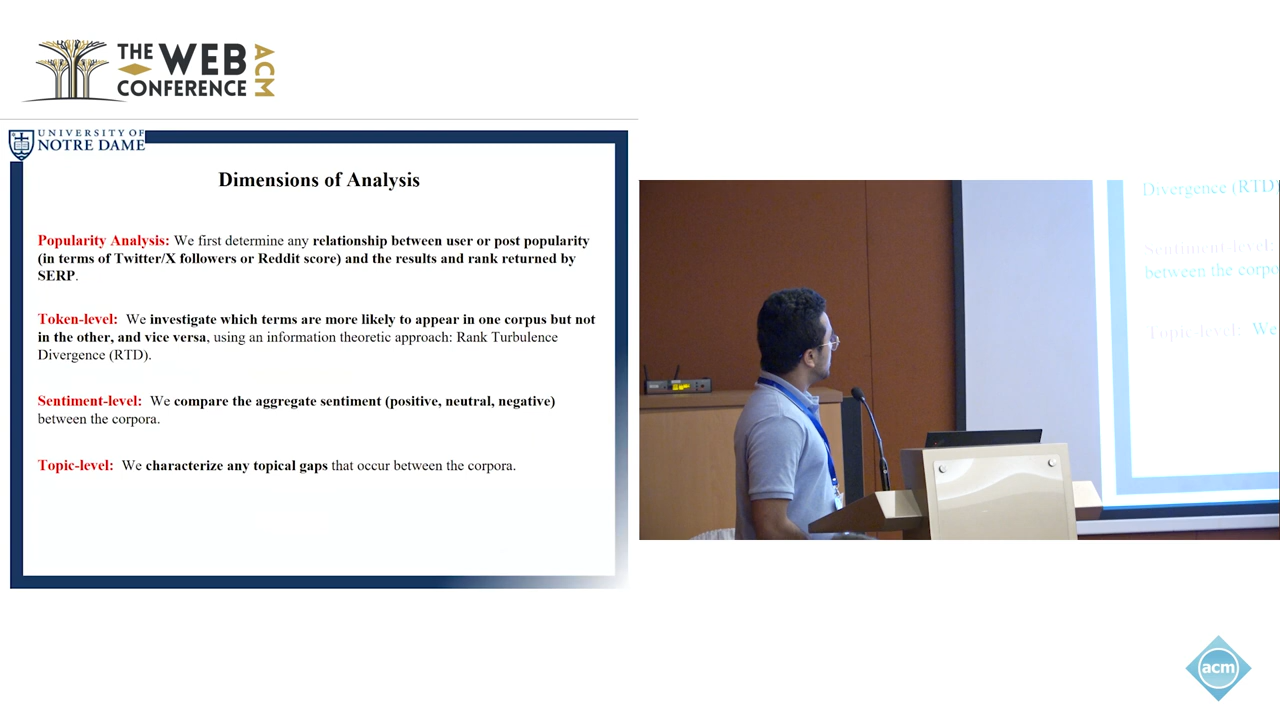 THE WEB CONFERENCE ACM
UNIVERSITY OF
NOTRE DAME
Dimensions of Analysis
Popularity Analysis: We first determine any relationship between user or post popularity
(in terms of Twitter/X followers or Reddit score) and the results and rank returned by
SERP.
Token-level: We investigate which terms are more likely to appear in one corpus but not
in the other, and vice versa, using an information theoretic approach: Rank Turbulence
Divergence (RTD).
Sentiment-level: We compare the aggregate sentiment (positive, neutral, negative)
between the corpora.
Topic-level: We characterize any topical gaps that occur between the corpora.
Divergence (RTD)
Sentiment-level:
between the corpo
Topic-level: We
acm